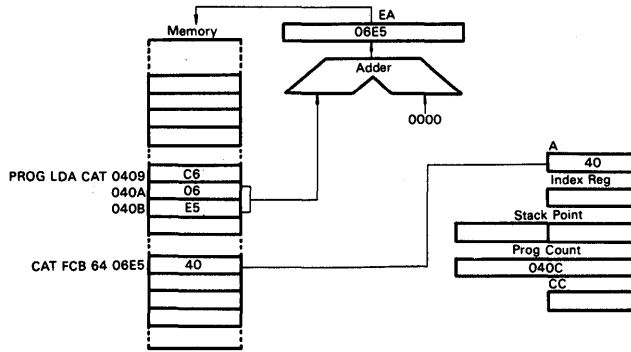 EA
Memory
06E5
Adder
0000
A
PROG LDA CAT 0409 C6
40
040A 06
Index Reg
040B E5
Stack Point
Prog Count
CAT FCB 64 06E5 40
040C
CC